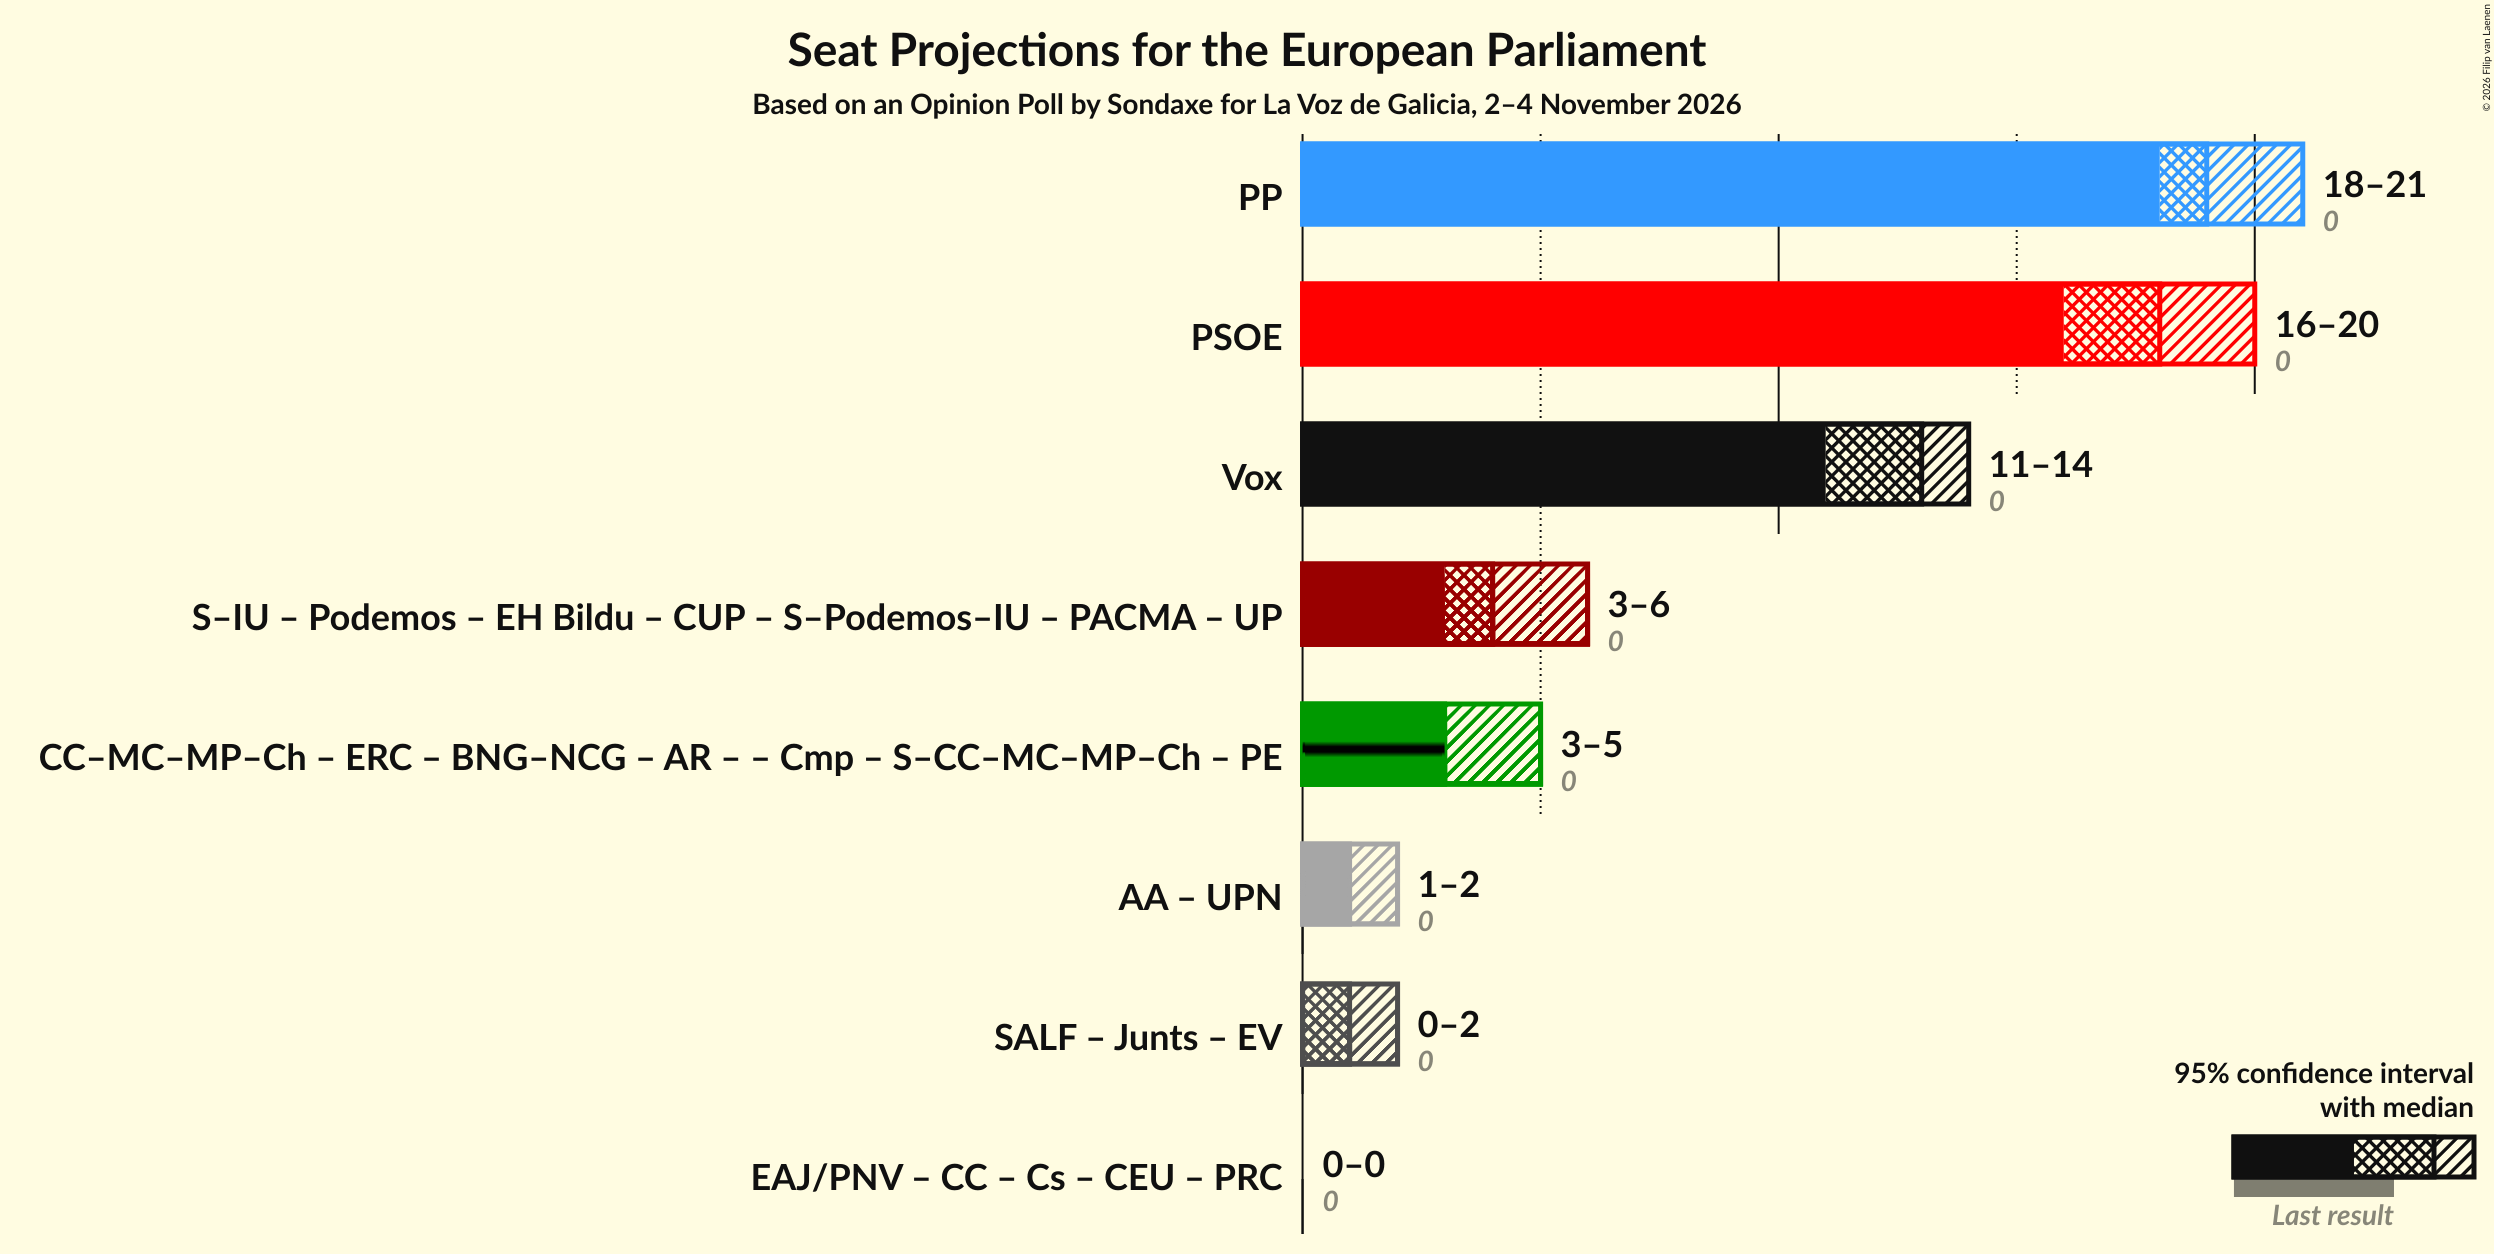 Seat Projections for the European Parliament
Based on an Opinion Poll by Sondaxe for La Voz de Galicia, 2–4 November 2026
© 2026 Filip van Laenen
PP
18–21
0
PSOE
16–20
0
Vox
11–14
0
S–IU – Podemos – EH Bildu – CUP – S–Podemos–IU – PACMA – UP
3–6
0
CC–MC–MP–Ch – ERC – BNG–NCG – AR – – Cmp – S–CC–MC–MP–Ch – PE
3–5
0
AA – UPN
1–2
0
SALF – Junts – EV
0–2
0
EAJ/PNV – CC – Cs – CEU – PRC
0–0
0
95% confidence interval
with median
Last result